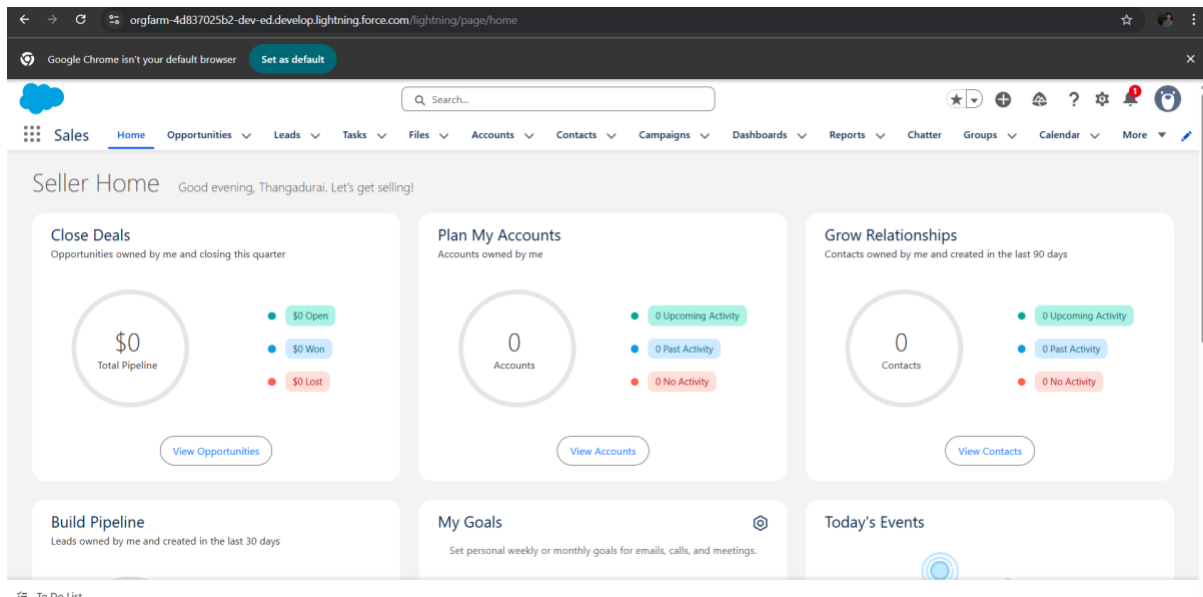 orgfarm-4d837025b2-dev-ed.develop.lightning.force.com/lightning/page/home
Google Chrome isn't your default browser Set as default
Search...
1
Sales Home Opportunities Leads Tasks Files Accounts Contacts Campaigns Dashboards Reports Chatter Groups Calendar More
Seller Home Good evening, Thangadurai. Let's get selling!
Close Deals
Opportunities owned by me and closing this quarter
$0
Total Pipeline
$0 Open
$0 Won
$0 Lost
View Opportunities
Plan My Accounts
Accounts owned by me
0
Accounts
0 Upcoming Activity
0 Past Activity
0 No Activity
View Accounts
Grow Relationships
Contacts owned by me and created in the last 90 days
0
Contacts
0 Upcoming Activity
0 Past Activity
0 No Activity
View Contacts
Build Pipeline
Leads owned by me and created in the last 30 days
My Goals
Set personal weekly or monthly goals for emails, calls, and meetings.
Today's Events
To Do List